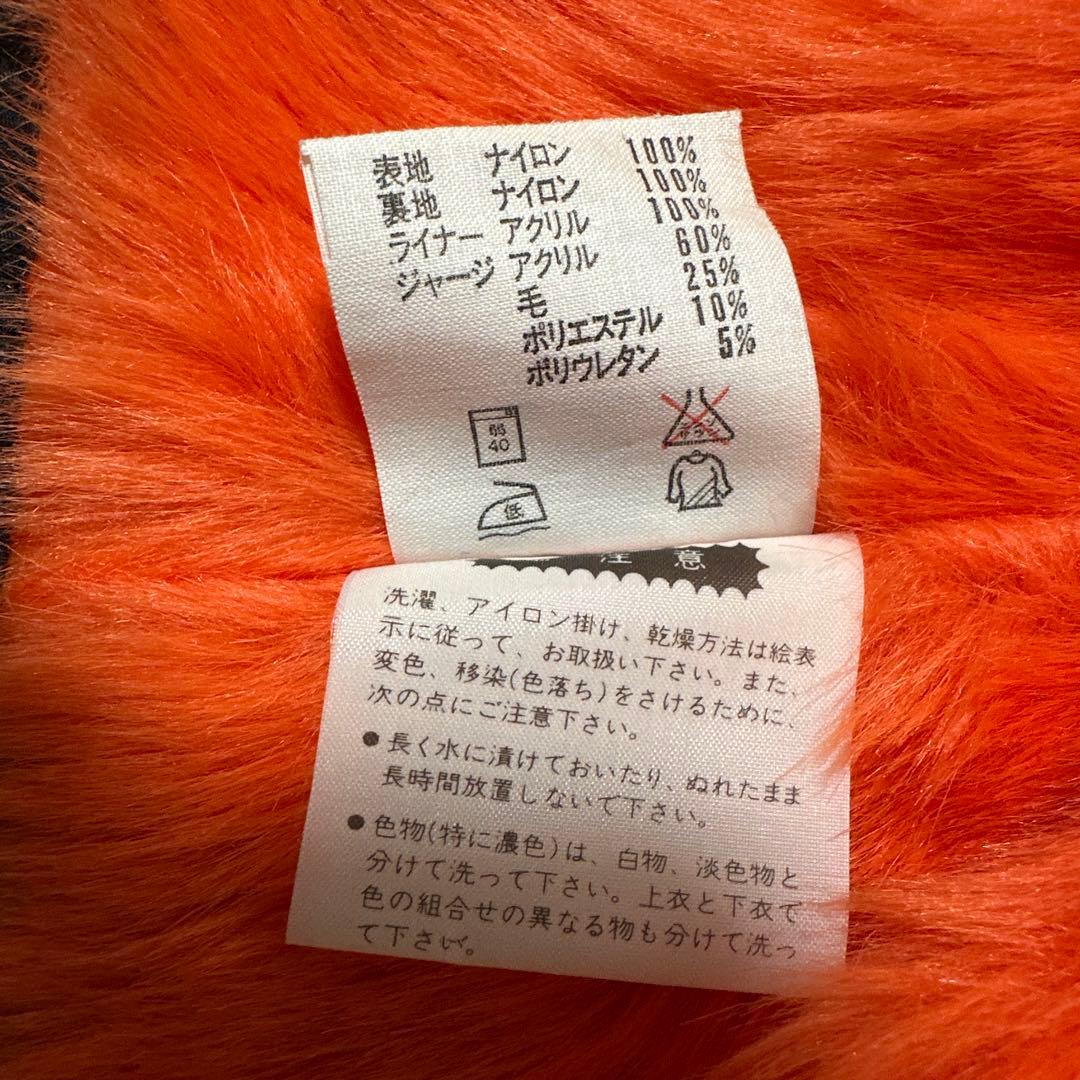 表地 ナイロン 100%
裏地 ナイロン 100%
ライナー アクリル 100%
ジャージ アクリル 60%
毛 25%
ポリエステル 10%
ポリウレタン 5%
弱
40
低
注意
洗濯、アイロン掛け、乾燥方法は絵表
示に従って、お取扱い下さい。また、
変色、移染(色落ち)をさけるために、
次の点にご注意下さい。
●長く水に漬けておいたり、ぬれたまま
長時間放置しないで下さい。
●色物(特に濃色)は、白物、淡色物と
分けて洗って下さい。上衣と下衣で
色の組合せの異なる物も分けて洗っ
て下さい。